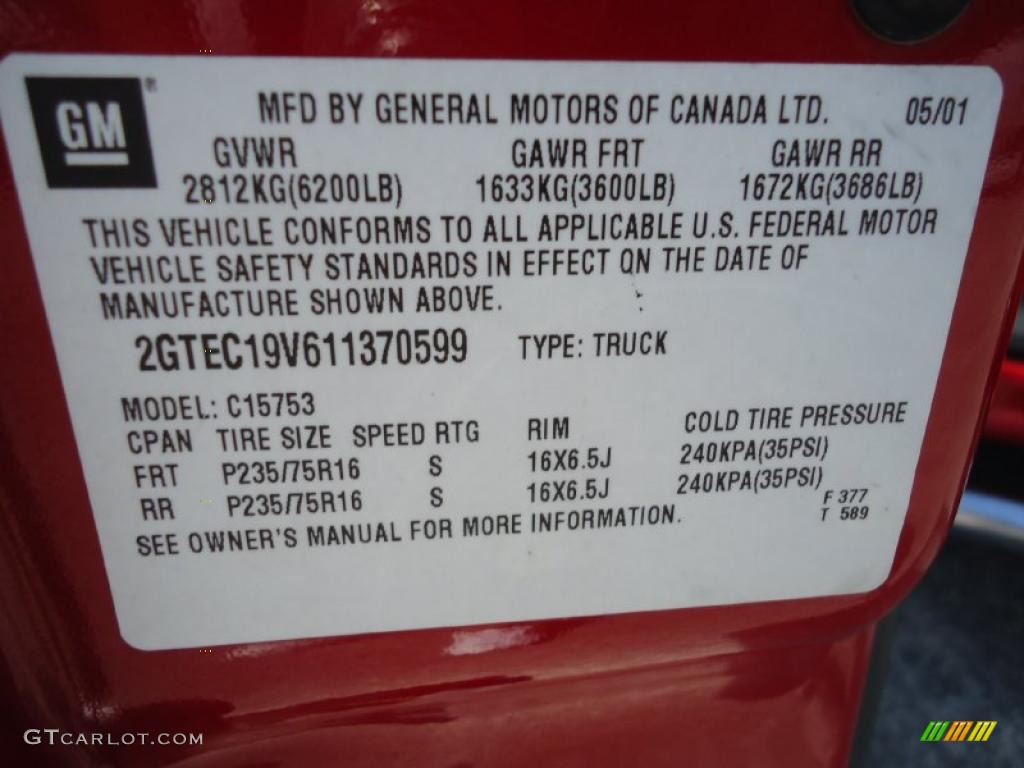 GM ®
MFD BY GENERAL MOTORS OF CANADA LTD. 05/01
GVWR GAWR FRT GAWR RR
2812KG(6200LB) 1633KG(3600LB) 1672KG(3686LB)
THIS VEHICLE CONFORMS TO ALL APPLICABLE U.S. FEDERAL MOTOR
VEHICLE SAFETY STANDARDS IN EFFECT ON THE DATE OF
MANUFACTURE SHOWN ABOVE.
2GTEC19V611370599 TYPE: TRUCK
MODEL: C15753
CPAN TIRE SIZE SPEED RTG RIM COLD TIRE PRESSURE
FRT P235/75R16 S 16X6.5J 240KPA(35PSI)
RR P235/75R16 S 16X6.5J 240KPA(35PSI)
F 377
T 589
SEE OWNER'S MANUAL FOR MORE INFORMATION.
GTCARLOT.COM